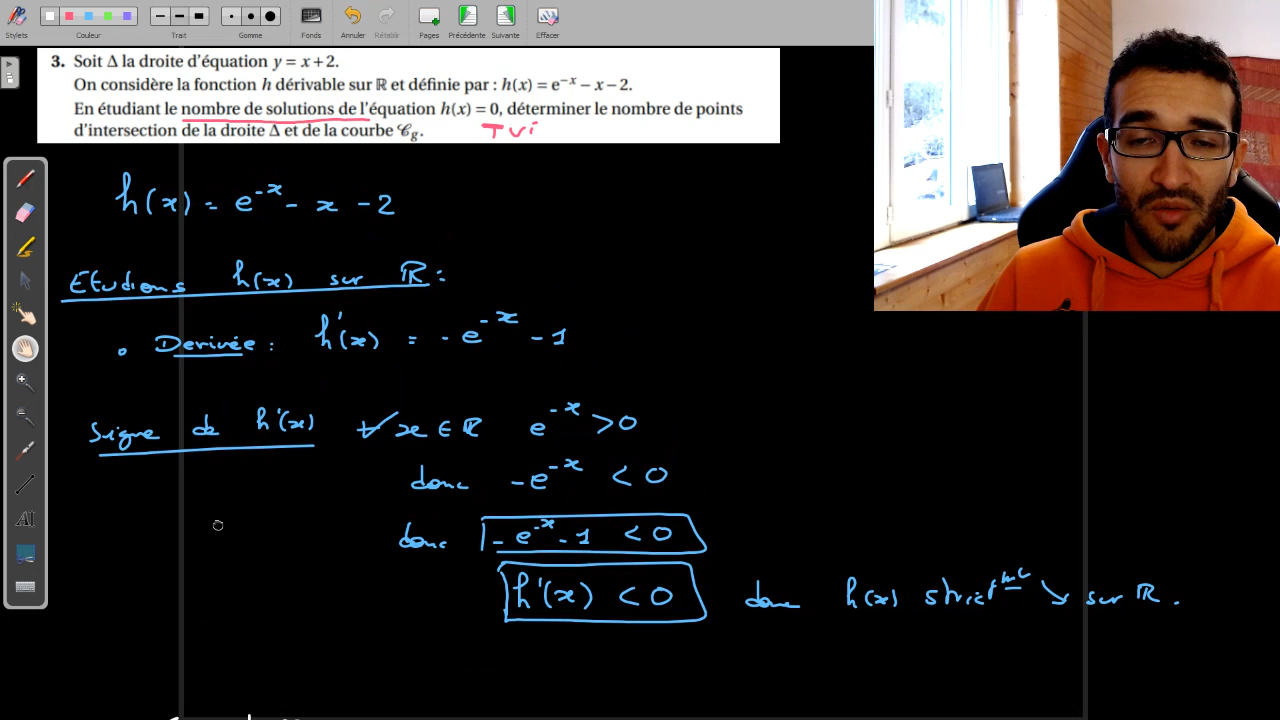 Stylets Couleur Trait Gomme Fonds Annuler Rétablir Pages Précédente Suivante Effacer
3. Soit Δ la droite d'équation y = x + 2.
On considère la fonction h dérivable sur ℝ et définie par : h(x) = e⁻ˣ − x − 2.
En étudiant le nombre de solutions de l'équation h(x) = 0, déterminer le nombre de points
d'intersection de la droite Δ et de la courbe 𝒞g.
TVi
h(x) = e⁻ˣ - x - 2
Etudions h(x) sur ℝ :
• Derivée : h'(x) = - e⁻ˣ - 1
Signe de h'(x) ∀ x ∈ ℝ e⁻ˣ > 0
donc - e⁻ˣ < 0
donc - e⁻ˣ - 1 < 0
h'(x) < 0 donc h(x) strictᵐᵉⁿᵗ ↘ sur ℝ.